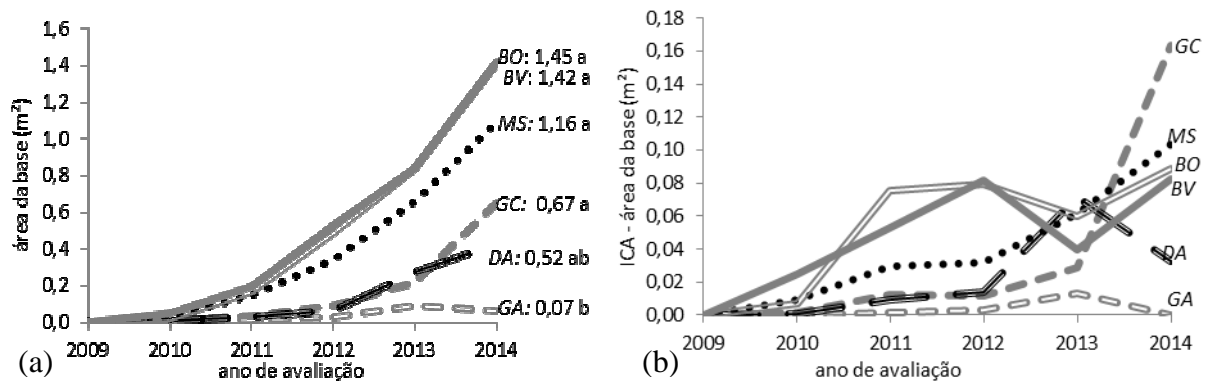 área da base (m²)
1,6
1,4
1,2
1,0
0,8
0,6
0,4
0,2
0,0
BO: 1,45 a
BV: 1,42 a
MS: 1,16 a
GC: 0,67 a
DA: 0,52 ab
GA: 0,07 b
2009 2010 2011 2012 2013 2014
ano de avaliação
(a)
ICA - área da base (m²)
0,18
0,16
0,14
0,12
0,10
0,08
0,06
0,04
0,02
0,00
GC
MS
BO
BV
DA
GA
2009 2010 2011 2012 2013 2014
ano de avaliação
(b)